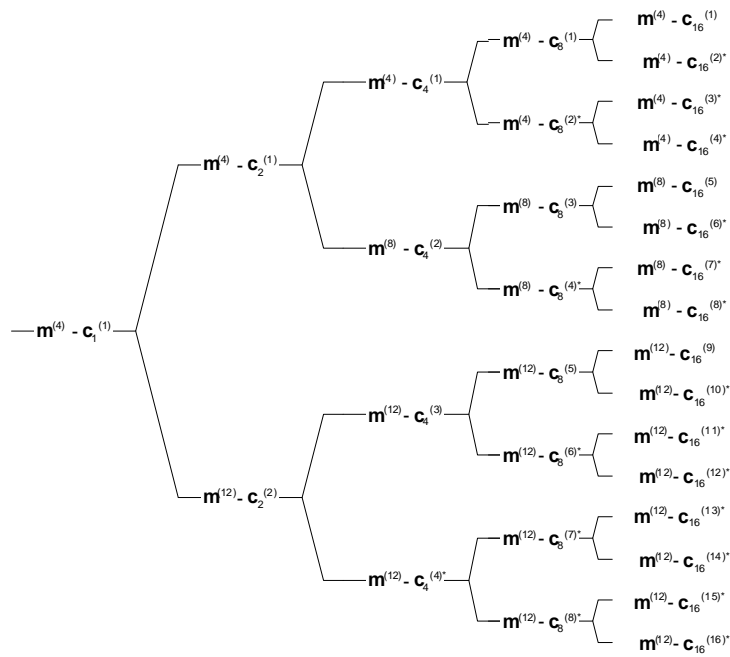 m(4) - c16(1)
m(4) - c8(1)
m(4) - c16(2)*
m(4) - c4(1)
m(4) - c16(3)*
m(4) - c8(2)*
m(4) - c16(4)*
m(4) - c2(1)
m(8) - c16(5)
m(8) - c8(3)
m(8) - c16(6)*
m(8) - c4(2)
m(8) - c16(7)*
m(8) - c8(4)*
m(8) - c16(8)*
m(4) - c1(1)
m(12) - c16(9)
m(12) - c8(5)
m(12) - c16(10)*
m(12) - c4(3)
m(12) - c16(11)*
m(12) - c8(6)*
m(12) - c16(12)*
m(12) - c2(2)
m(12) - c16(13)*
m(12) - c8(7)*
m(12) - c16(14)*
m(12) - c4(4)*
m(12) - c16(15)*
m(12) - c8(8)*
m(12) - c16(16)*